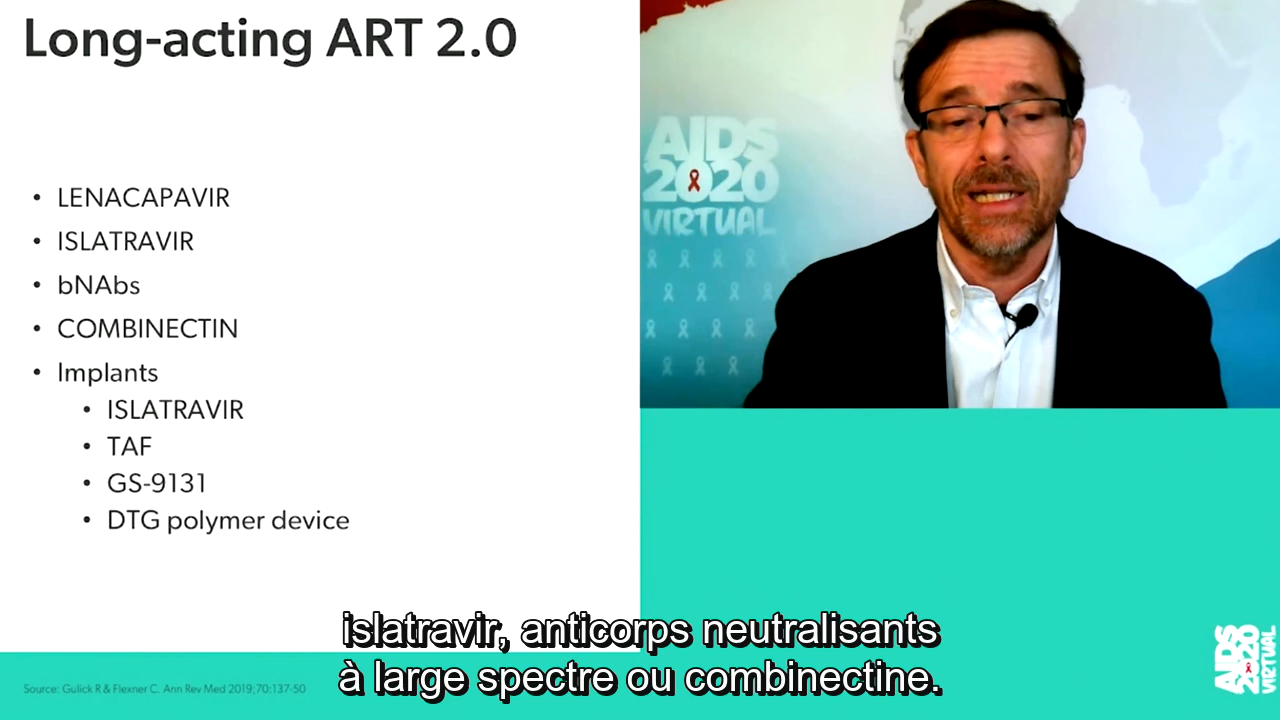 Long-acting ART 2.0
• LENACAPAVIR
• ISLATRAVIR
• bNAbs
• COMBINECTIN
• Implants
• ISLATRAVIR
• TAF
• GS-9131
• DTG polymer device
AIDS
2020
VIRTUAL
islatravir, anticorps neutralisants
à large spectre ou combinectine.
Source: Gulick R & Flexner C. Ann Rev Med 2019;70:137-50
AIDS
2020
VIRTUAL